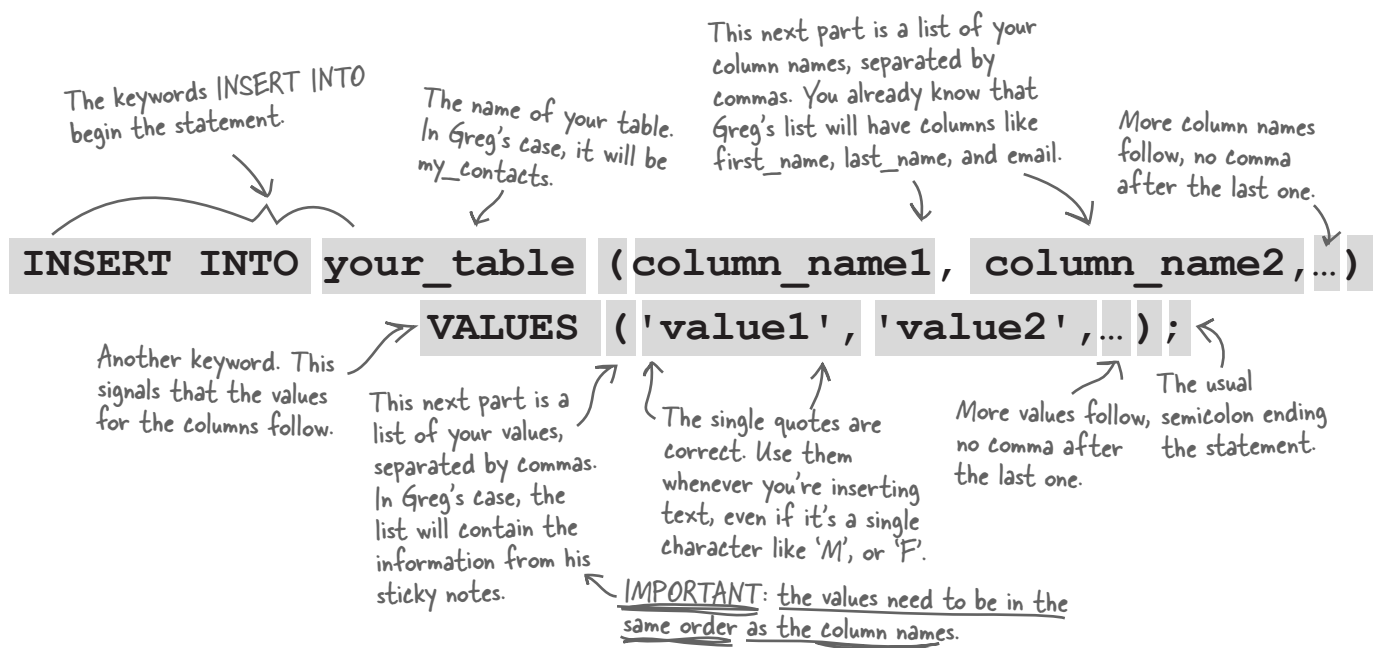 The keywords INSERT INTO
begin the statement.
The name of your table.
In Greg's case, it will be
my_contacts.
This next part is a list of your
column names, separated by
commas. You already know that
Greg's list will have columns like
first_name, last_name, and email.
More column names
follow, no comma
after the last one.
INSERT INTO your_table (column_name1, column_name2,...)
VALUES ('value1', 'value2',...);
Another keyword. This
signals that the values
for the columns follow.
This next part is a
list of your values,
separated by commas.
In Greg's case, the
list will contain the
information from his
sticky notes.
The single quotes are
correct. Use them
whenever you're inserting
text, even if it's a single
character like 'M', or 'F'.
More values follow,
no comma after
the last one.
The usual
semicolon ending
the statement.
IMPORTANT: the values need to be in the
same order as the column names.